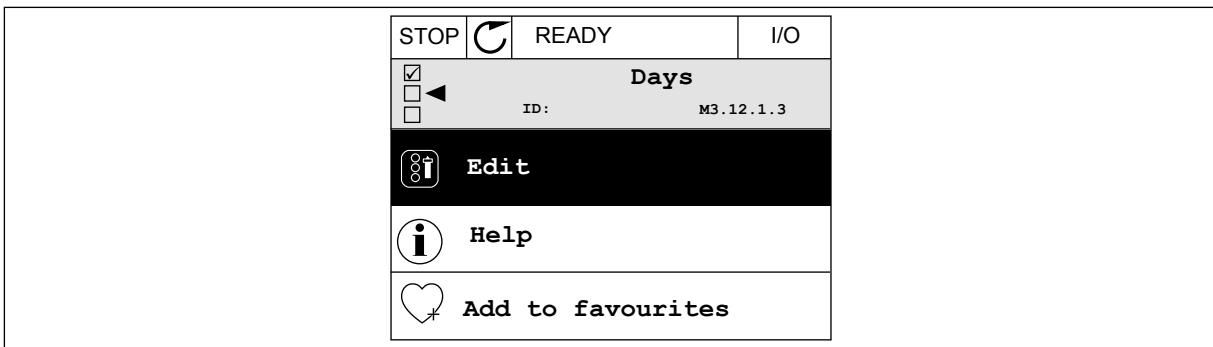 STOP READY I/O
Days
ID: M3.12.1.3
Edit
Help
Add to favourites